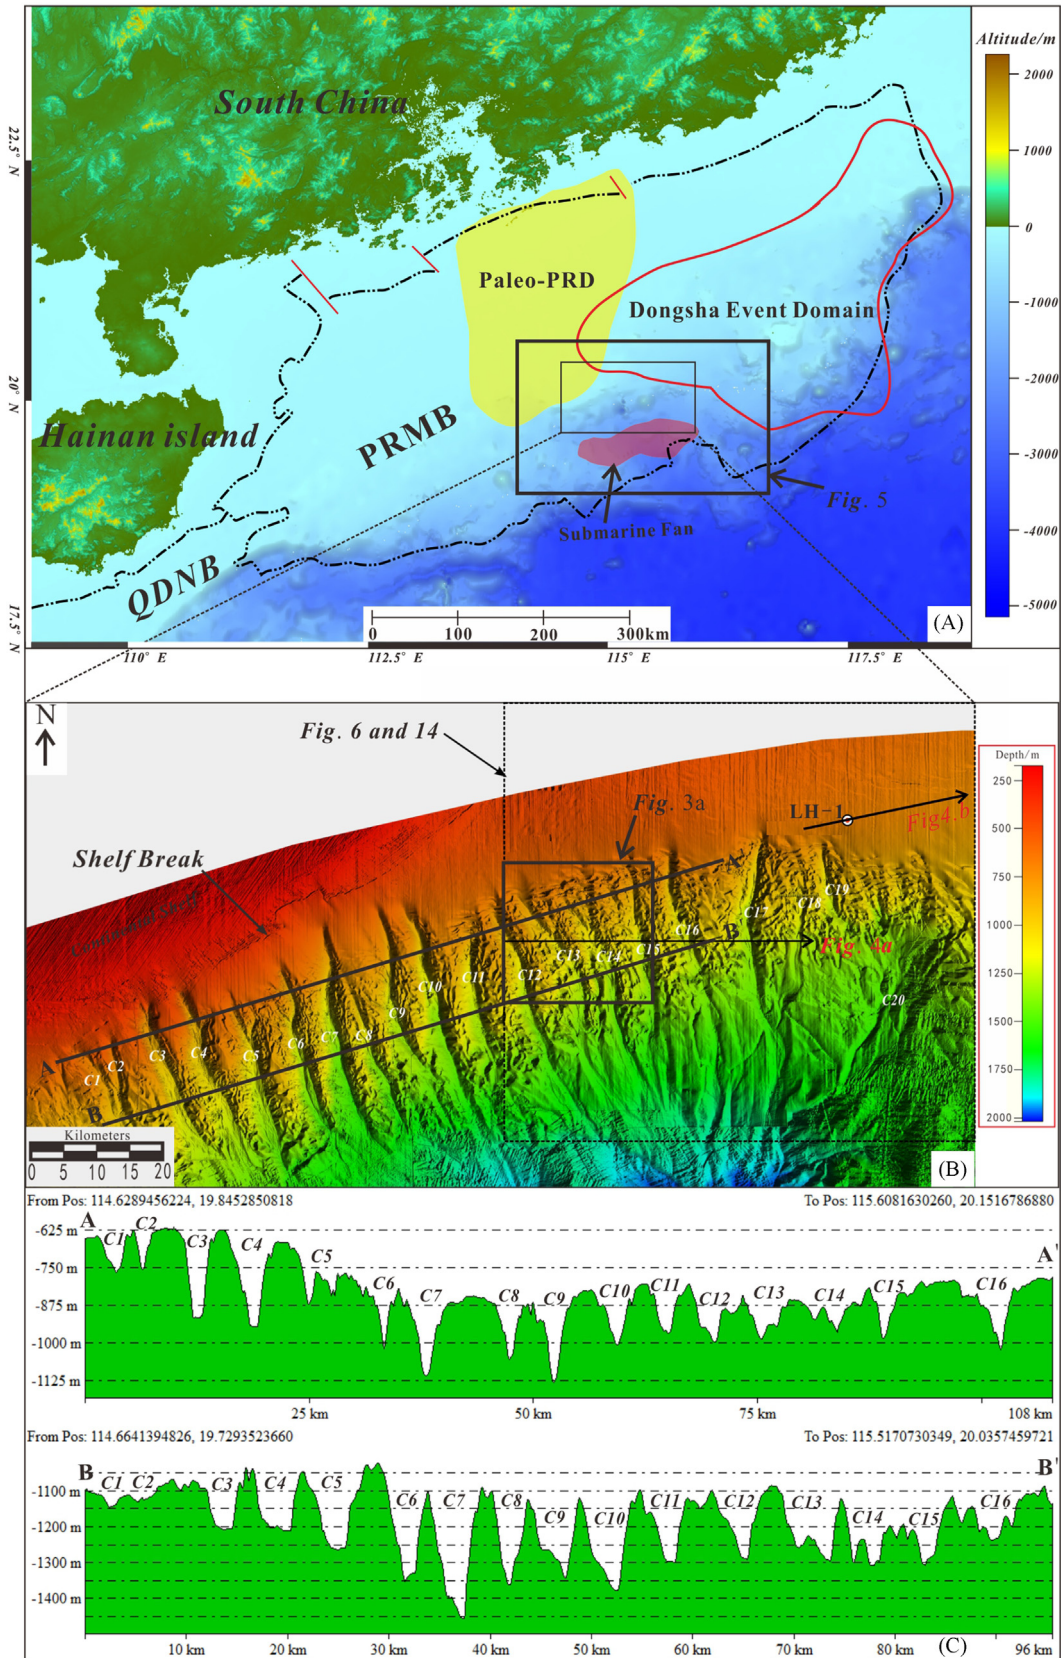 Altitude/m
2000
1000
0
-1000
-2000
-3000
-4000
-5000
22.5° N
20° N
17.5° N
South China
Paleo-PRD
Dongsha Event Domain
Hainan island
PRMB
Fig. 5
Submarine Fan
QDNB
0 100 200 300km
(A)
110° E 112.5° E 115° E 117.5° E
N
Fig. 6 and 14
Fig. 3a
LH-1
Fig4.b
Shelf Break
Continental Shelf
Depth/m
250
500
750
1000
1250
1500
1750
2000
A A'
B B'
C1 C2 C3 C4 C5 C6 C7 C8 C9 C10 C11 C12 C13 C14 C15 C16 C17 C18 C19 C20
Fig. 4a
Kilometers
0 5 10 15 20
(B)
From Pos: 114.6289456224, 19.8452850818 To Pos: 115.6081630260, 20.1516786880
A A'
-625 m
-750 m
-875 m
-1000 m
-1125 m
C1 C2 C3 C4 C5 C6 C7 C8 C9 C10 C11 C12 C13 C14 C15 C16
25 km 50 km 75 km 108 km
From Pos: 114.6641394826, 19.7293523660 To Pos: 115.5170730349, 20.0357459721
B B'
-1100 m
-1200 m
-1300 m
-1400 m
C1 C2 C3 C4 C5 C6 C7 C8 C9 C10 C11 C12 C13 C14 C15 C16
10 km 20 km 30 km 40 km 50 km 60 km 70 km 80 km 96 km
(C)